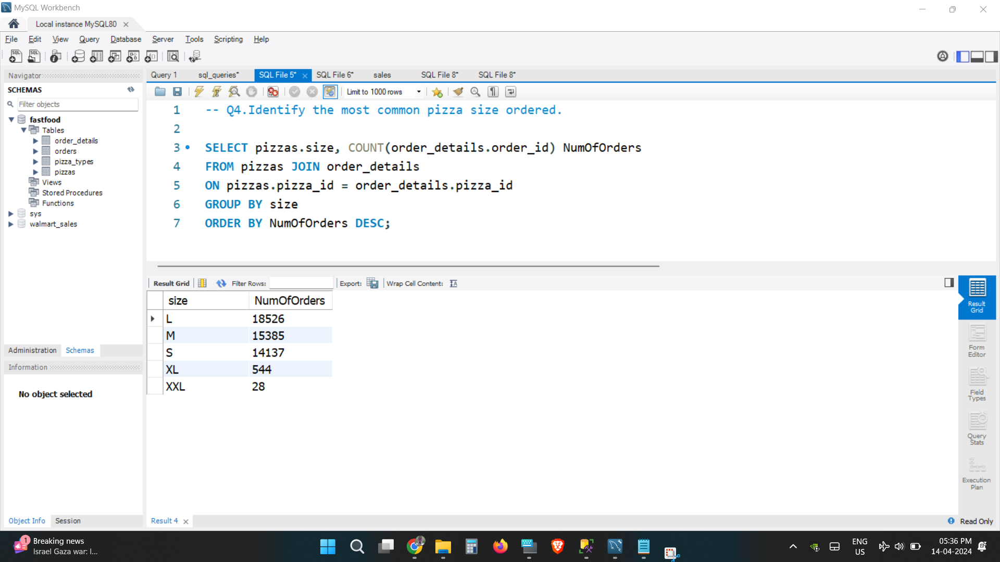 MySQL Workbench
Local instance MySQL80
File Edit View Query Database Server Tools Scripting Help
Navigator
SCHEMAS
Filter objects
fastfood
Tables
order_details
orders
pizza_types
pizzas
Views
Stored Procedures
Functions
sys
walmart_sales
Administration Schemas
Information
No object selected
Object Info Session
Query 1 sql_queries* SQL File 5* SQL File 6* sales SQL File 8* SQL File 8*
Limit to 1000 rows
1 -- Q4.Identify the most common pizza size ordered.
2
3 SELECT pizzas.size, COUNT(order_details.order_id) NumOfOrders
4 FROM pizzas JOIN order_details
5 ON pizzas.pizza_id = order_details.pizza_id
6 GROUP BY size
7 ORDER BY NumOfOrders DESC;
Result Grid Filter Rows: Export: Wrap Cell Content:
size NumOfOrders
L 18526
M 15385
S 14137
XL 544
XXL 28
Result
Grid
Form
Editor
Field
Types
Query
Stats
Execution
Plan
Result 4
Read Only
1
Breaking news
Israel Gaza war: I...
ENG
US
05:36 PM
14-04-2024